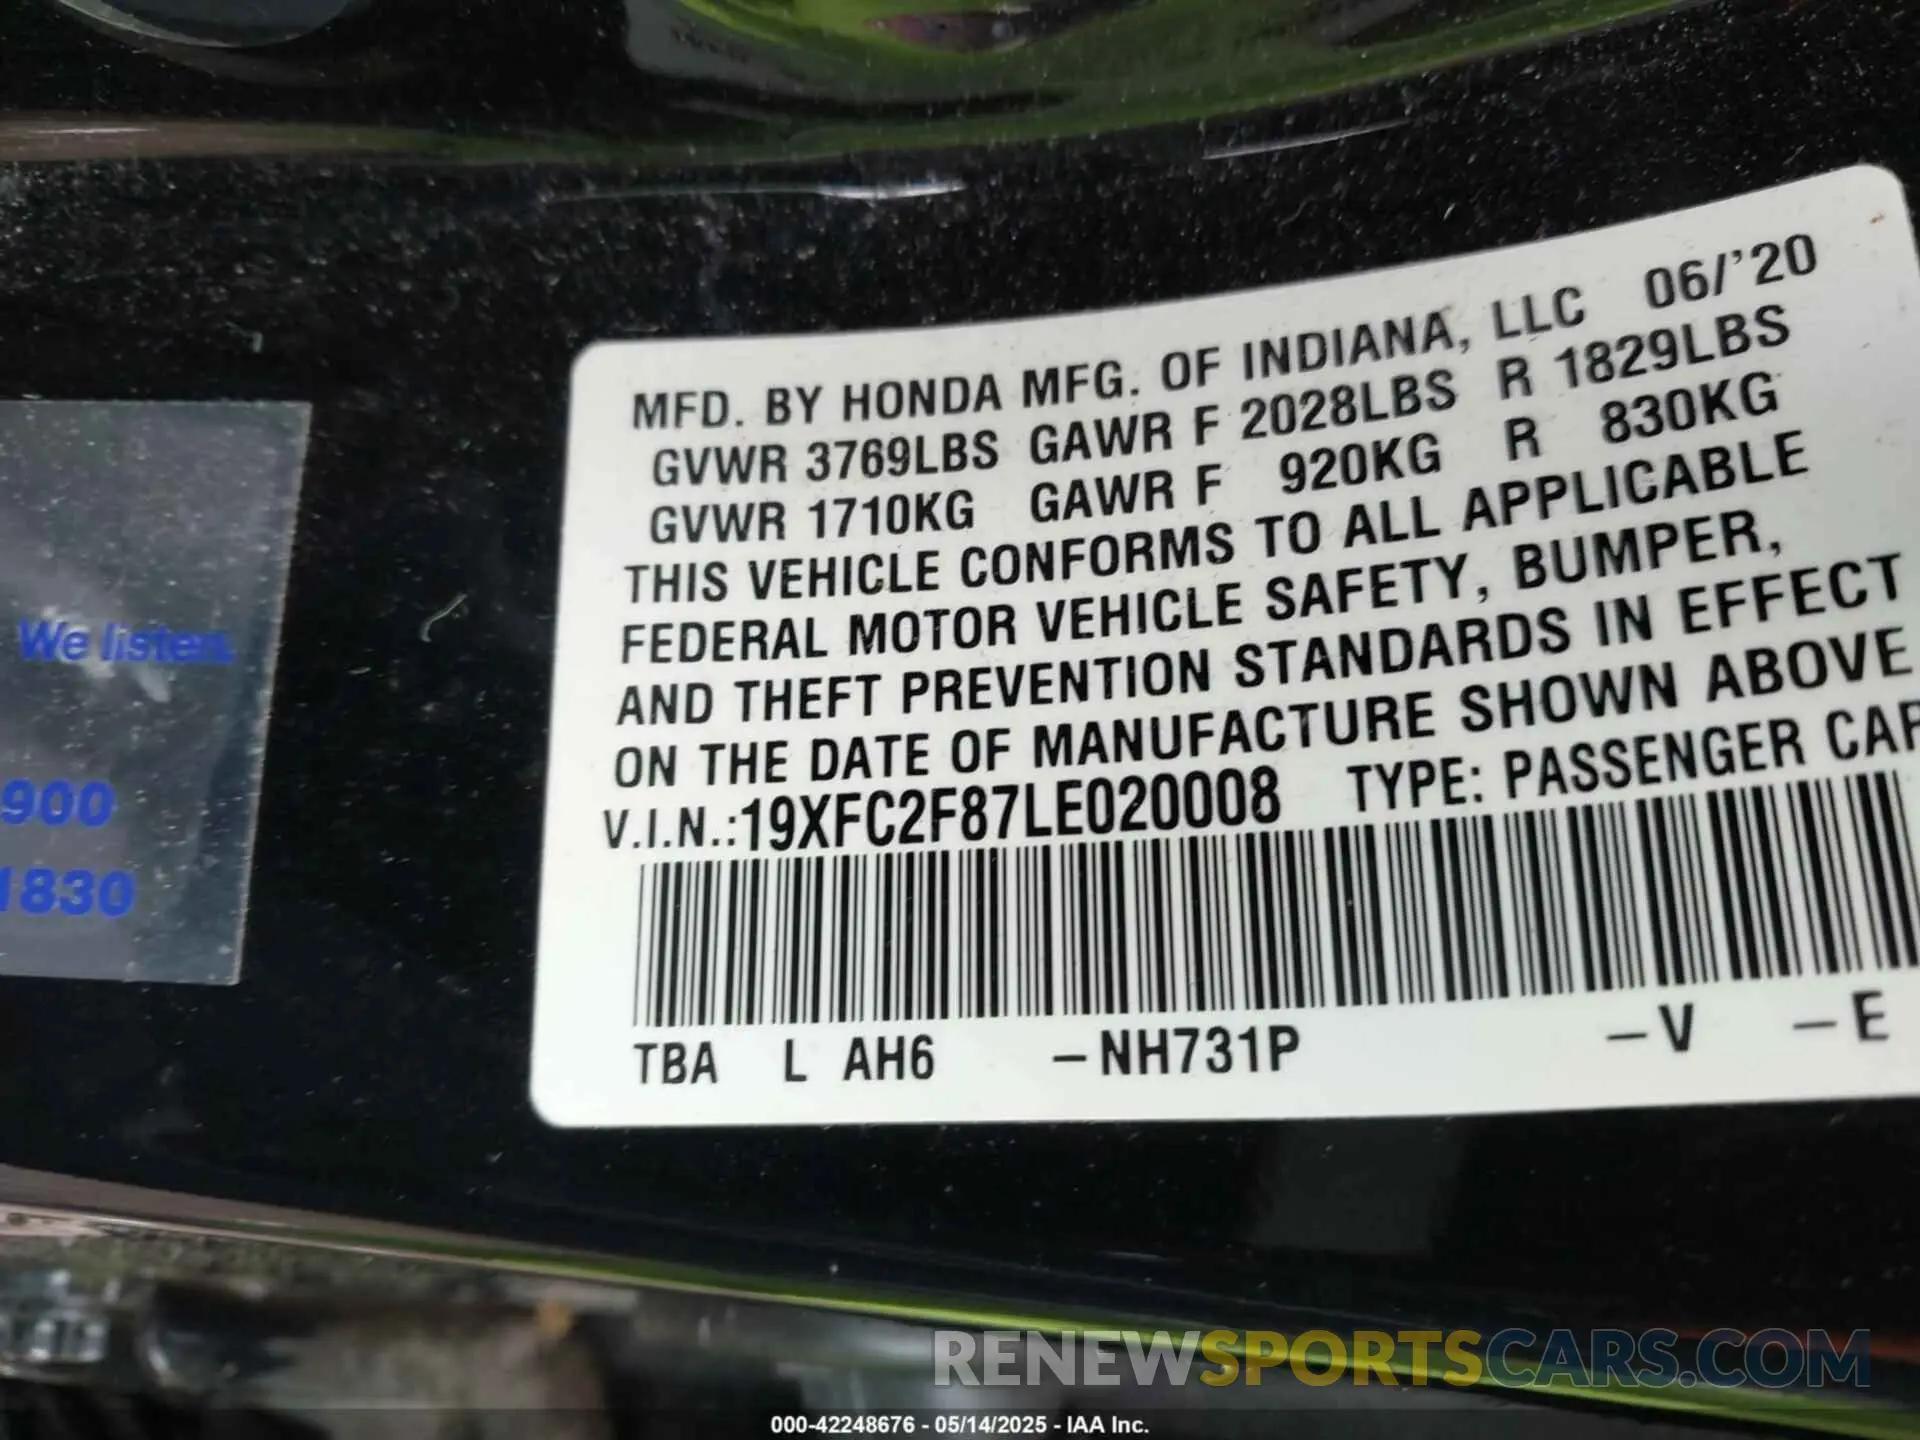 MFD. BY HONDA MFG. OF INDIANA, LLC 06/'20
GVWR 3769LBS GAWR F 2028LBS R 1829LBS
GVWR 1710KG GAWR F 920KG R 830KG
THIS VEHICLE CONFORMS TO ALL APPLICABLE
FEDERAL MOTOR VEHICLE SAFETY, BUMPER,
AND THEFT PREVENTION STANDARDS IN EFFECT
ON THE DATE OF MANUFACTURE SHOWN ABOVE
V.I.N.:19XFC2F87LE020008 TYPE: PASSENGER CAR
TBA L AH6 –NH731P –V –E
We listen.
900
1830
RENEWSPORTSCARS.COM
000-42248676 - 05/14/2025 - IAA Inc.